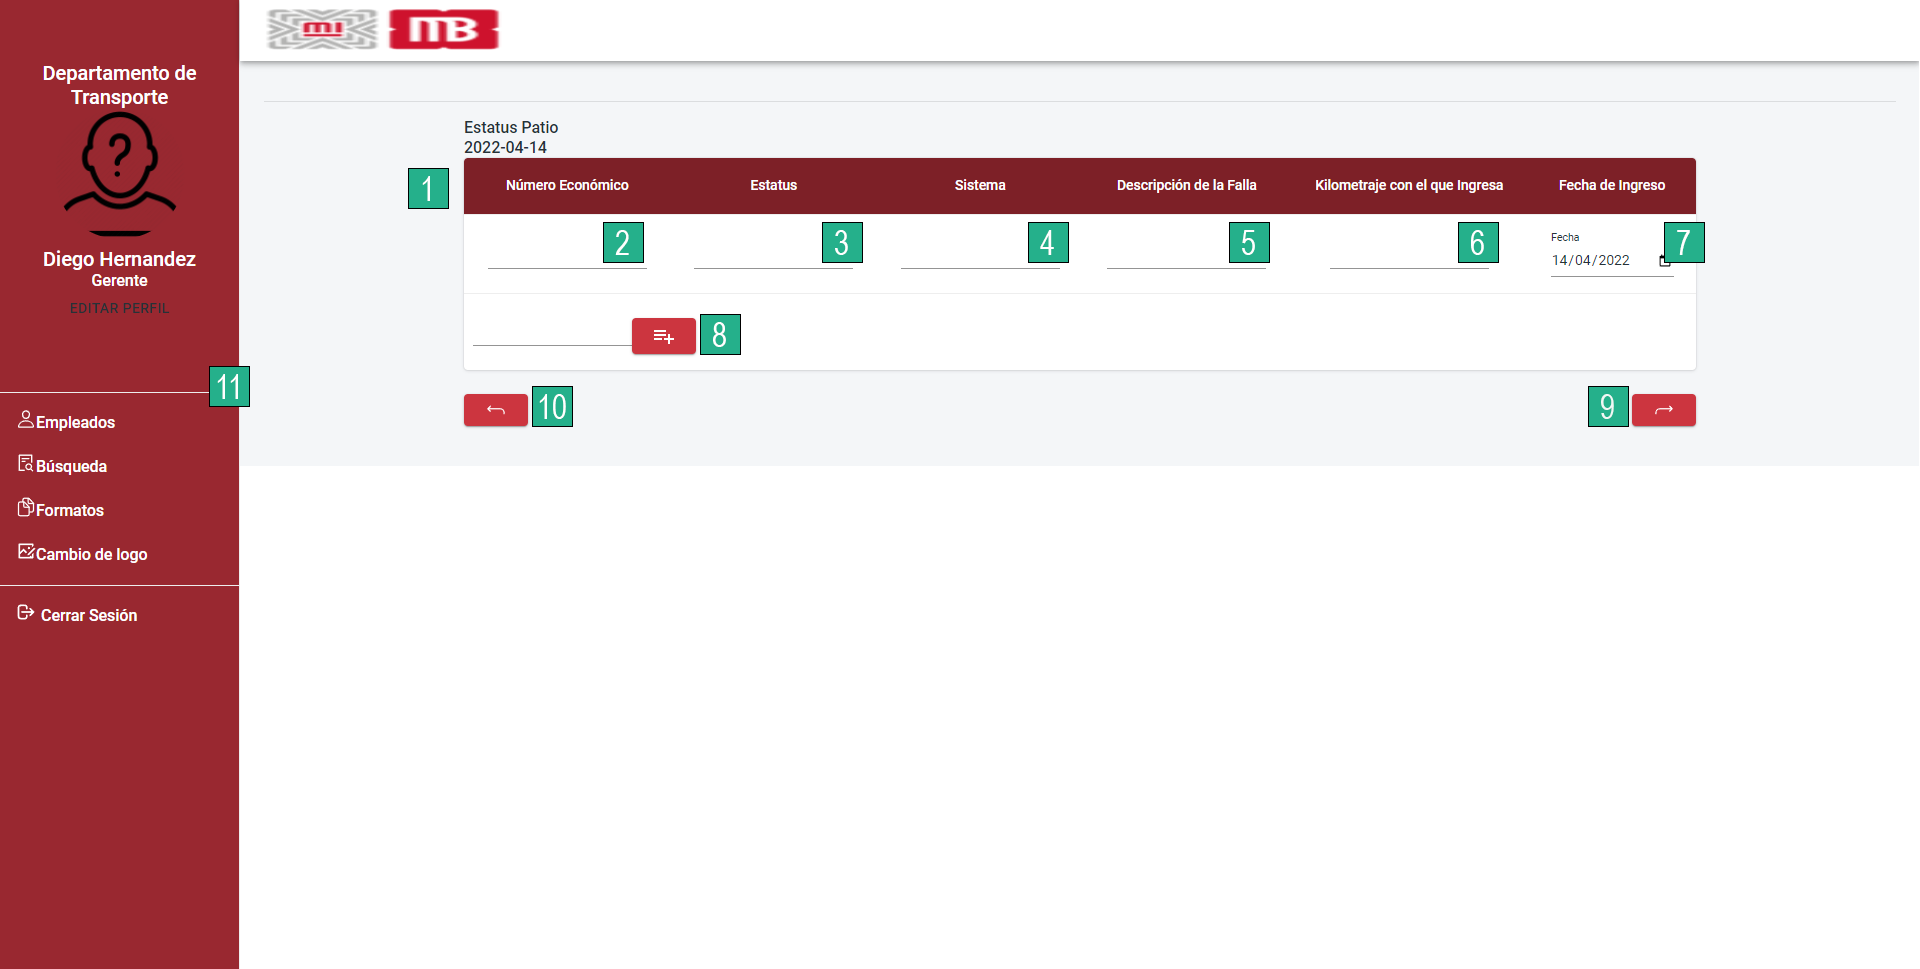 MI MB
Departamento de
Transporte
?
Diego Hernandez
Gerente
EDITAR PERFIL
11
Empleados
Búsqueda
Formatos
Cambio de logo
Cerrar Sesión
Estatus Patio
2022-04-14
1 Número Económico Estatus Sistema Descripción de la Falla Kilometraje con el que Ingresa Fecha de Ingreso
2 3 4 5 6 Fecha 7
14/04/2022
8
10 9